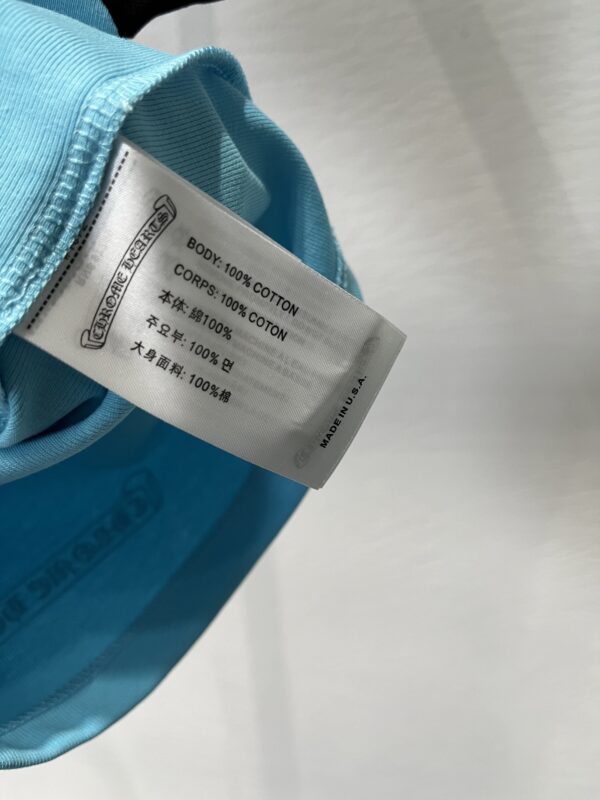 CHROME HEARTS
BODY: 100% COTTON
CORPS: 100% COTON
本体: 綿100%
주요부: 100% 면
大身面料: 100%棉
MADE IN U.S.A.